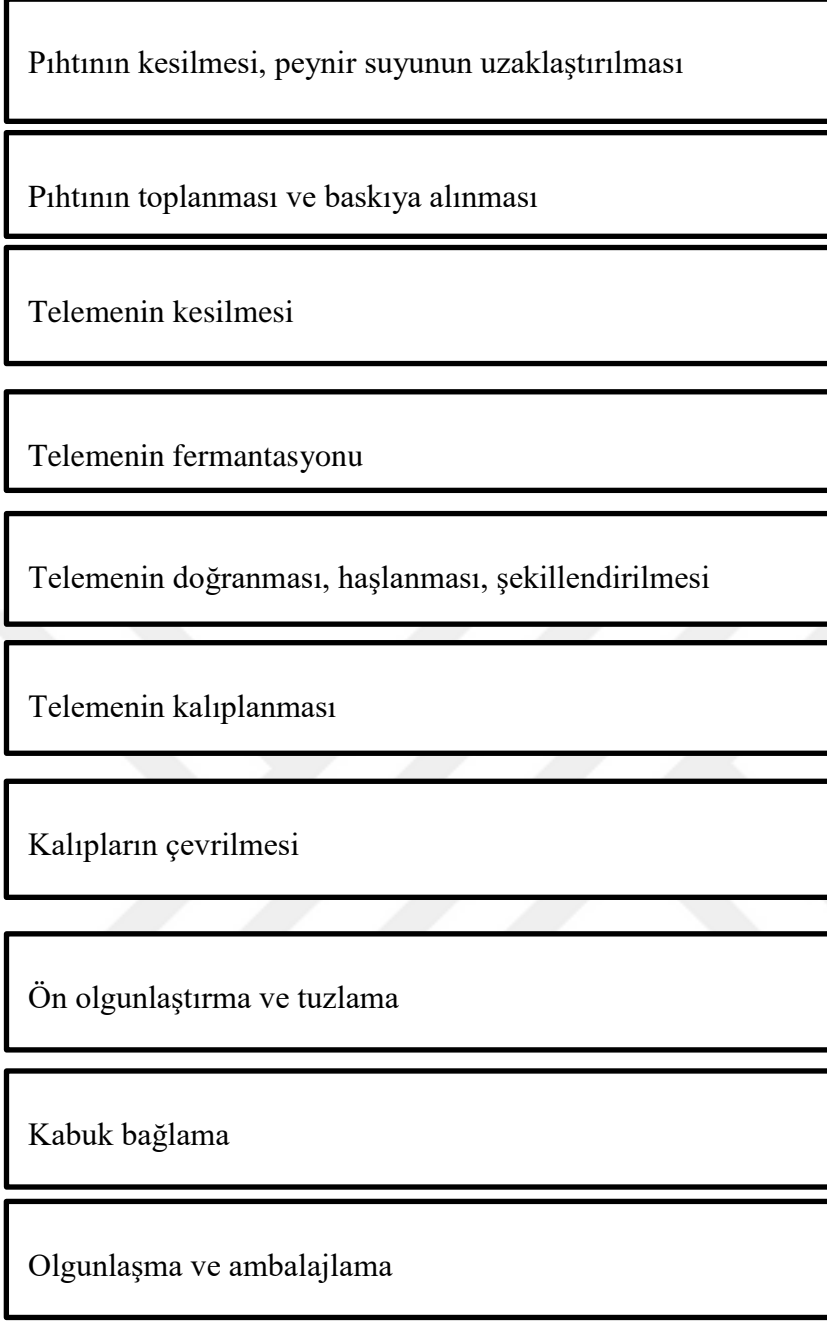 Pıhtının kesilmesi, peynir suyunun uzaklaştırılması
Pıhtının toplanması ve baskıya alınması
Telemenin kesilmesi
Telemenin fermantasyonu
Telemenin doğranması, haşlanması, şekillendirilmesi
Telemenin kalıplanması
Kalıpların çevrilmesi
Ön olgunlaştırma ve tuzlama
Kabuk bağlama
Olgunlaşma ve ambalajlama